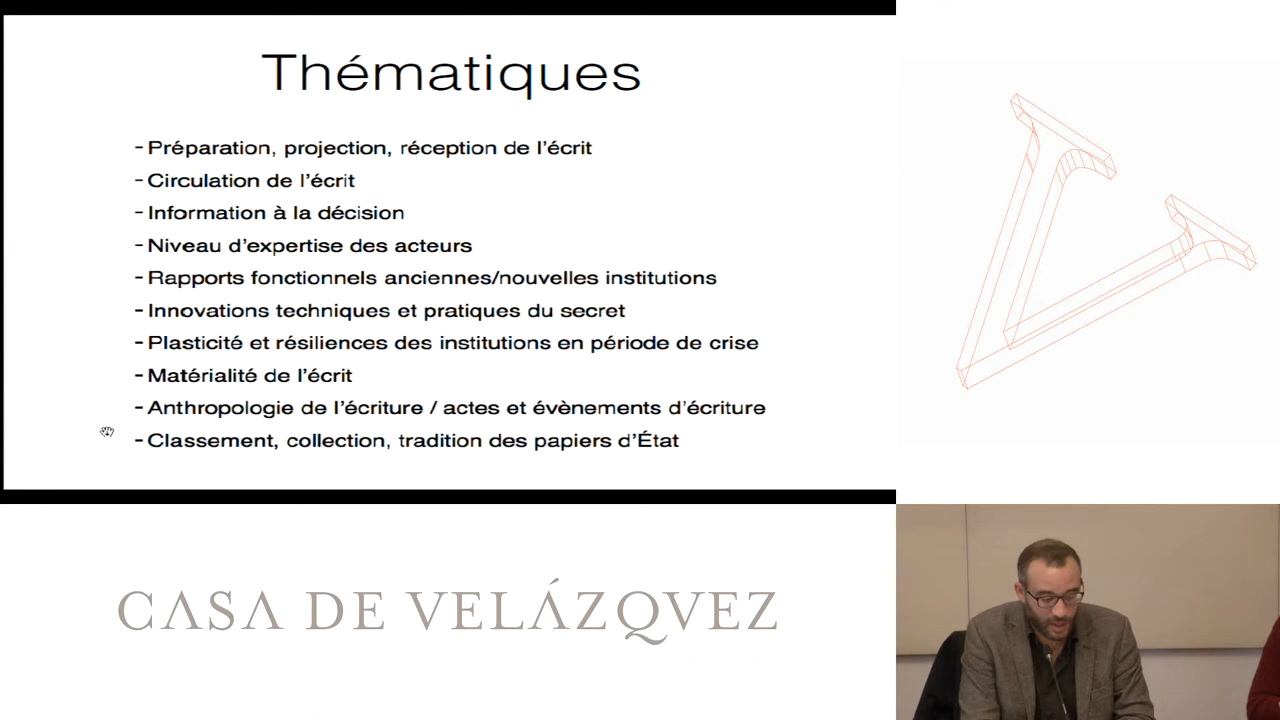 Thématiques
- Préparation, projection, réception de l'écrit
- Circulation de l'écrit
- Information à la décision
- Niveau d'expertise des acteurs
- Rapports fonctionnels anciennes/nouvelles institutions
- Innovations techniques et pratiques du secret
- Plasticité et résiliences des institutions en période de crise
- Matérialité de l'écrit
- Anthropologie de l'écriture / actes et évènements d'écriture
- Classement, collection, tradition des papiers d'État
CASA DE VELÁZQVEZ